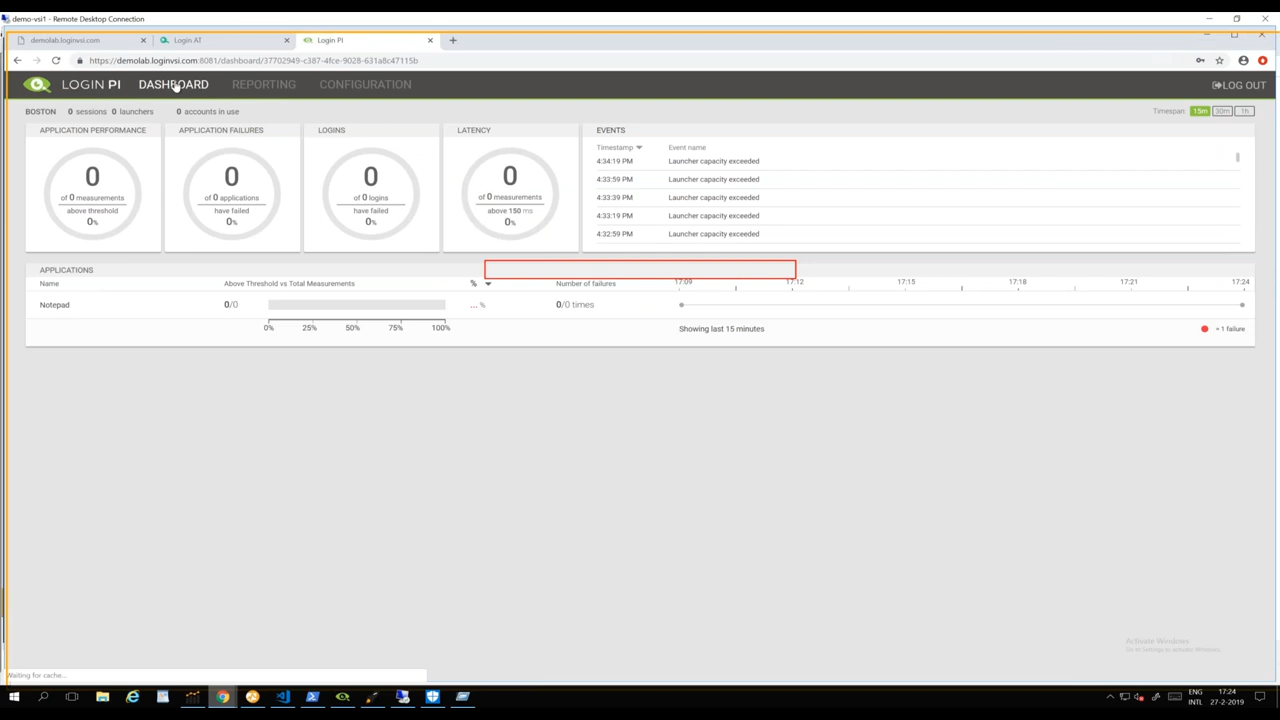 demo-vsi1 - Remote Desktop Connection
demolab.loginvsi.com
Login AT
Login PI
https://demolab.loginvsi.com:8081/dashboard/37702949-c387-4fce-9028-631a8c47115b
LOGIN PI DASHBOARD REPORTING CONFIGURATION LOG OUT
BOSTON 0 sessions 0 launchers 0 accounts in use
Timespan: 15m 30m 1h
APPLICATION PERFORMANCE
0
of 0 measurements
above threshold
0%
APPLICATION FAILURES
0
of 0 applications
have failed
0%
LOGINS
0
of 0 logins
have failed
0%
LATENCY
0
of 0 measurements
above 150 ms
0%
EVENTS
Timestamp Event name
4:34:19 PM Launcher capacity exceeded
4:33:59 PM Launcher capacity exceeded
4:33:39 PM Launcher capacity exceeded
4:33:19 PM Launcher capacity exceeded
4:32:59 PM Launcher capacity exceeded
APPLICATIONS
Name Above Threshold vs Total Measurements % Number of failures 17:09 17:12 17:15 17:18 17:21 17:24
Notepad 0/0 ... % 0/0 times
0% 25% 50% 75% 100%
Showing last 15 minutes = 1 failure
Activate Windows
Go to Settings to activate Windows.
Waiting for cache...
ENG
INTL
17:24
27-2-2019